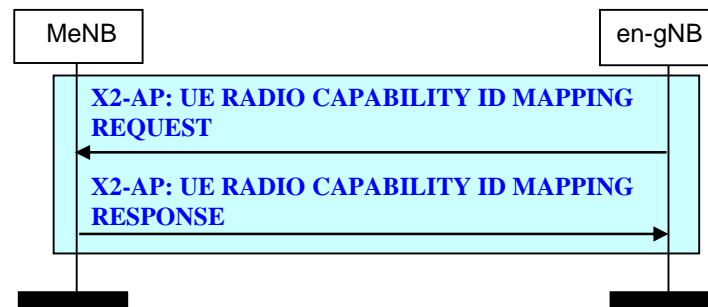 MeNB
en-gNB
X2-AP: UE RADIO CAPABILITY ID MAPPING
REQUEST
X2-AP: UE RADIO CAPABILITY ID MAPPING
RESPONSE